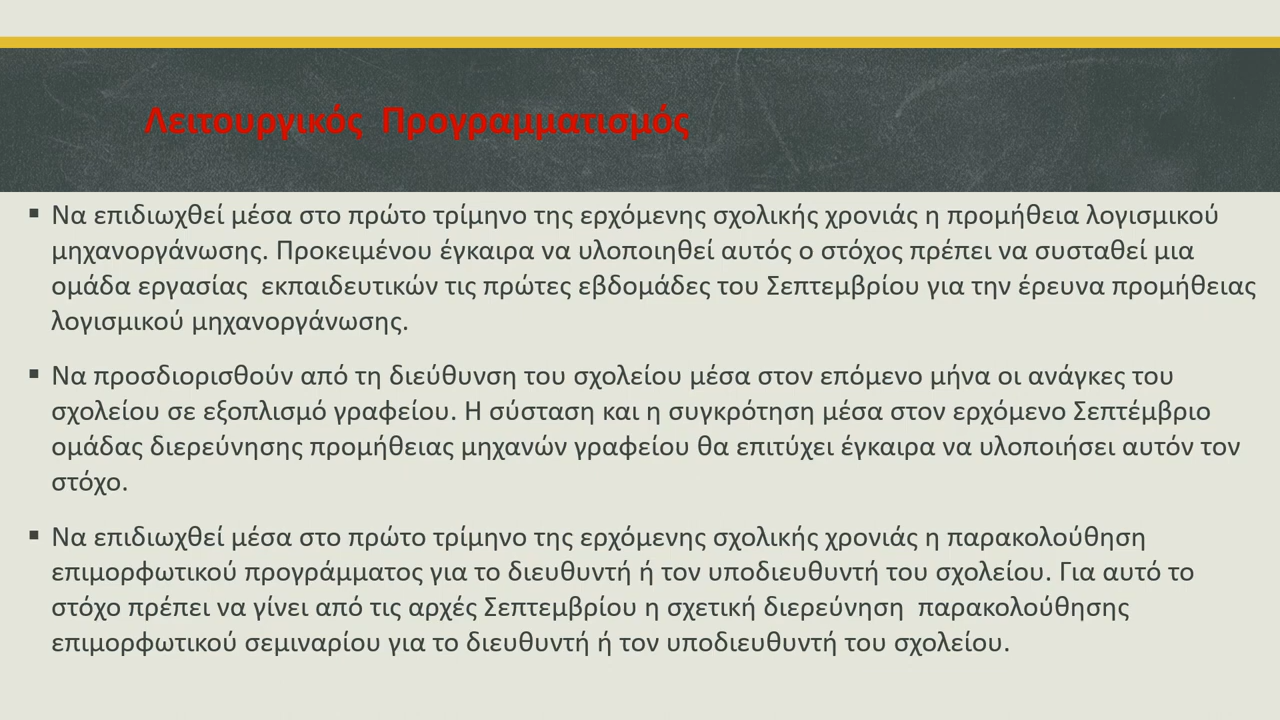 Λειτουργικός  Προγραμματισμός
▪ Να επιδιωχθεί μέσα στο πρώτο τρίμηνο της ερχόμενης σχολικής χρονιάς η προμήθεια λογισμικού
μηχανοργάνωσης. Προκειμένου έγκαιρα να υλοποιηθεί αυτός ο στόχος πρέπει να συσταθεί μια
ομάδα εργασίας  εκπαιδευτικών τις πρώτες εβδομάδες του Σεπτεμβρίου για την έρευνα προμήθειας
λογισμικού μηχανοργάνωσης.
▪ Να προσδιορισθούν από τη διεύθυνση του σχολείου μέσα στον επόμενο μήνα οι ανάγκες του
σχολείου σε εξοπλισμό γραφείου. Η σύσταση και η συγκρότηση μέσα στον ερχόμενο Σεπτέμβριο
ομάδας διερεύνησης προμήθειας μηχανών γραφείου θα επιτύχει έγκαιρα να υλοποιήσει αυτόν τον
στόχο.
▪ Να επιδιωχθεί μέσα στο πρώτο τρίμηνο της ερχόμενης σχολικής χρονιάς η παρακολούθηση
επιμορφωτικού προγράμματος για το διευθυντή ή τον υποδιευθυντή του σχολείου. Για αυτό το
στόχο πρέπει να γίνει από τις αρχές Σεπτεμβρίου η σχετική διερεύνηση  παρακολούθησης
επιμορφωτικού σεμιναρίου για το διευθυντή ή τον υποδιευθυντή του σχολείου.